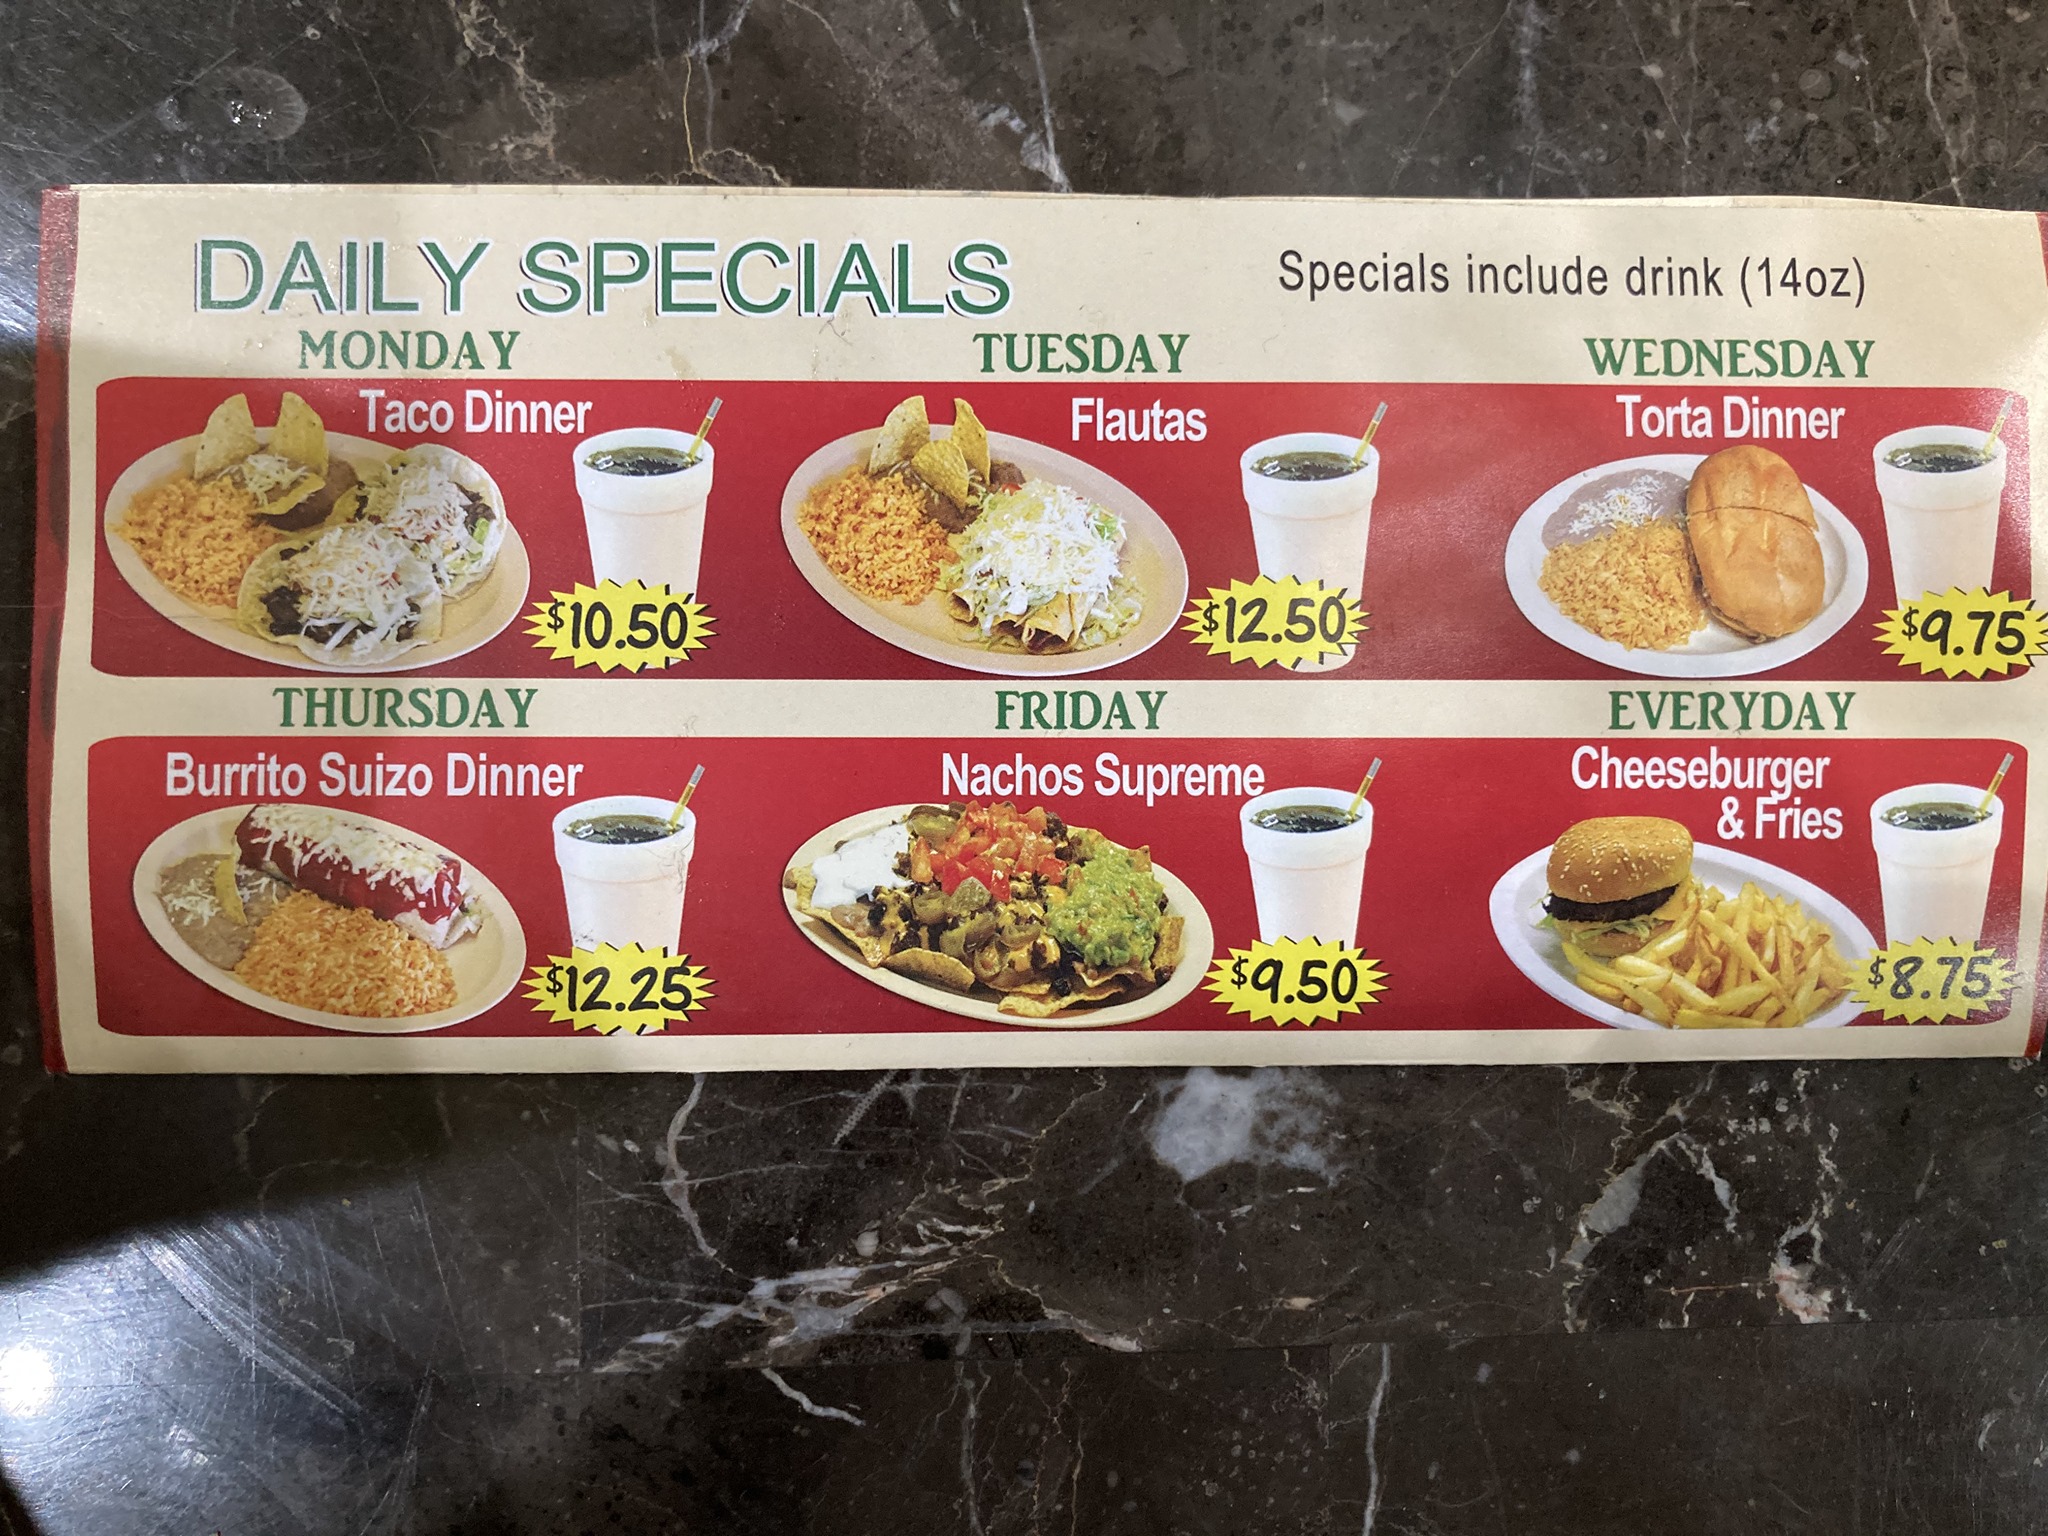 DAILY SPECIALS
Specials include drink (14oz)
MONDAY
Taco Dinner
$10.50
TUESDAY
Flautas
$12.50
WEDNESDAY
Torta Dinner
$9.75
THURSDAY
Burrito Suizo Dinner
$12.25
FRIDAY
Nachos Supreme
$9.50
EVERYDAY
Cheeseburger
& Fries
$8.75